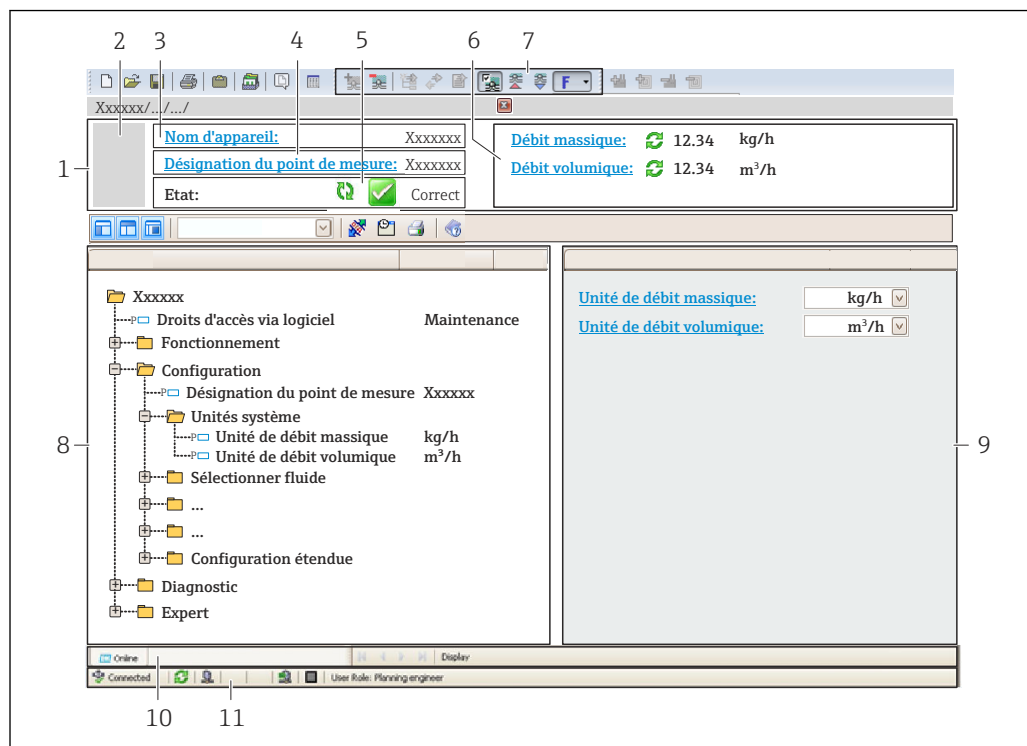 2 3 4 5 6 7
F
Xxxxxx/.../.../
1
Nom d'appareil: Xxxxxxx
Désignation du point de mesure: Xxxxxxx
Etat: Correct
Débit massique: 12.34 kg/h
Débit volumique: 12.34 m³/h
Xxxxxx
P Droits d'accès via logiciel Maintenance
Fonctionnement
Configuration
P Désignation du point de mesure Xxxxxx
Unités système
P Unité de débit massique kg/h
P Unité de débit volumique m³/h
Sélectionner fluide
...
...
Configuration étendue
Diagnostic
Expert
8
Unité de débit massique: kg/h
Unité de débit volumique: m³/h
9
Online Display
Connected User Role: Planning engineer
10 11